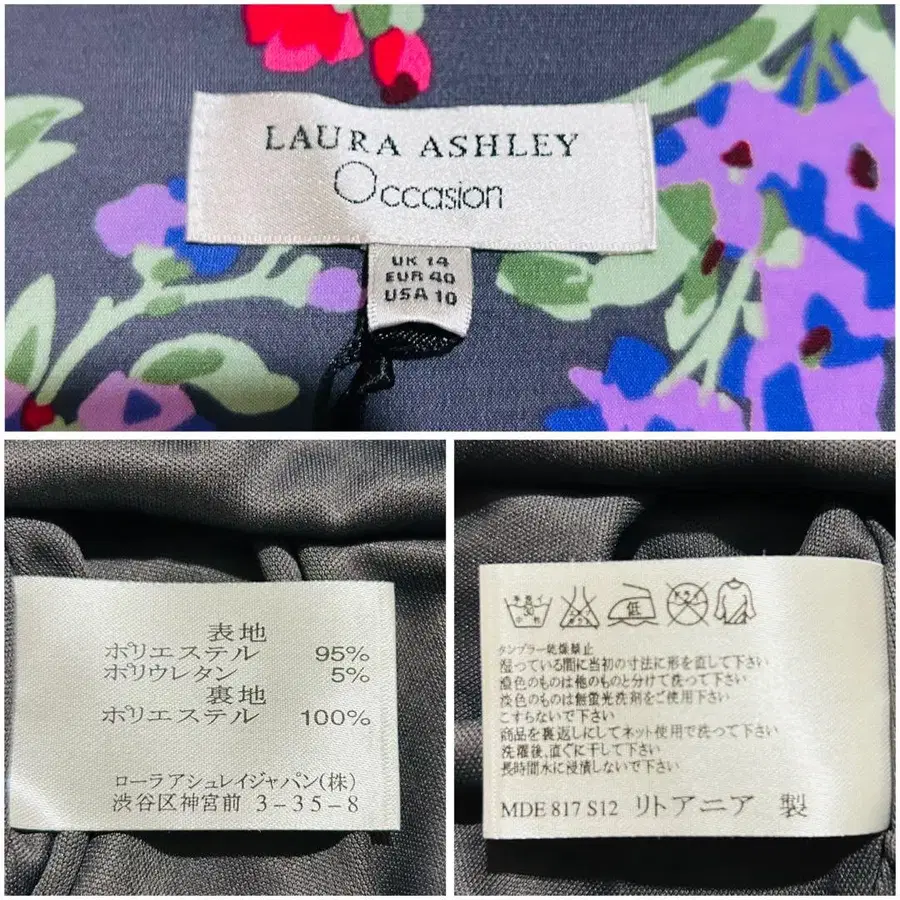 LAURA ASHLEY
Occasion
UK 14
EUR 40
USA 10
表地
ポリエステル 95%
ポリウレタン 5%
裏地
ポリエステル 100%
ローラアシュレイジャパン(株)
渋谷区神宮前 3-35-8
低
タンブラー乾燥禁止
湿っている間に当初の寸法に形を直して下さい
濃色のものは他のものと分けて洗って下さい
淡色のものは無蛍光洗剤をご使用下さい
こすらないで下さい
商品を裏返しにしてネット使用で洗って下さい
洗濯後、直ぐに干して下さい
長時間水に浸漬しないで下さい
MDE 817 S12 リトアニア 製